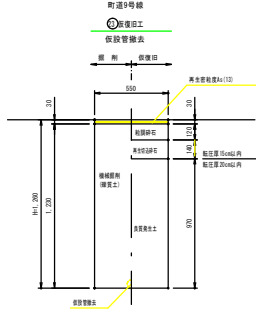 町道9号線
㉓ 仮復旧工
仮設管撤去
掘 削
仮復旧
550
再生密粒度As(13)
30
30
粒調砕石
120
再生切込砕石
140
転圧厚15cm以内
転圧厚20cm以内
機械掘削
(礫質土)
H=1,260
1,230
良質発生土
970
仮設管撤去